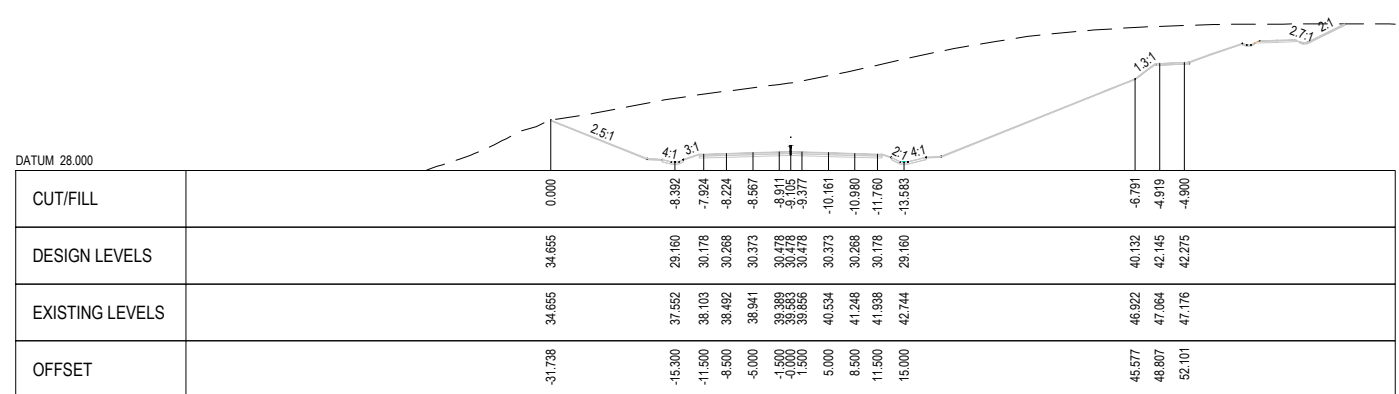 2.5:1 4:1 3:1 2:1 4:1 1.3:1 2.7:1 2:1
DATUM 28.000
CUT/FILL 0.000 -8.392 -7.924 -8.224 -8.567 -8.911 -9.105 -9.377 -10.161 -10.980 -11.760 -13.583 -6.791 -4.919 -4.900
DESIGN LEVELS 34.655 29.160 30.178 30.268 30.373 30.478 30.478 30.478 30.373 30.268 30.178 29.160 40.132 42.145 42.275
EXISTING LEVELS 34.655 37.552 38.103 38.492 38.941 39.389 39.583 39.856 40.534 41.248 41.938 42.744 46.922 47.064 47.176
OFFSET -31.738 -15.300 -11.500 -8.500 -5.000 -1.500 -0.000 1.500 5.000 8.500 11.500 15.000 45.577 48.807 52.101